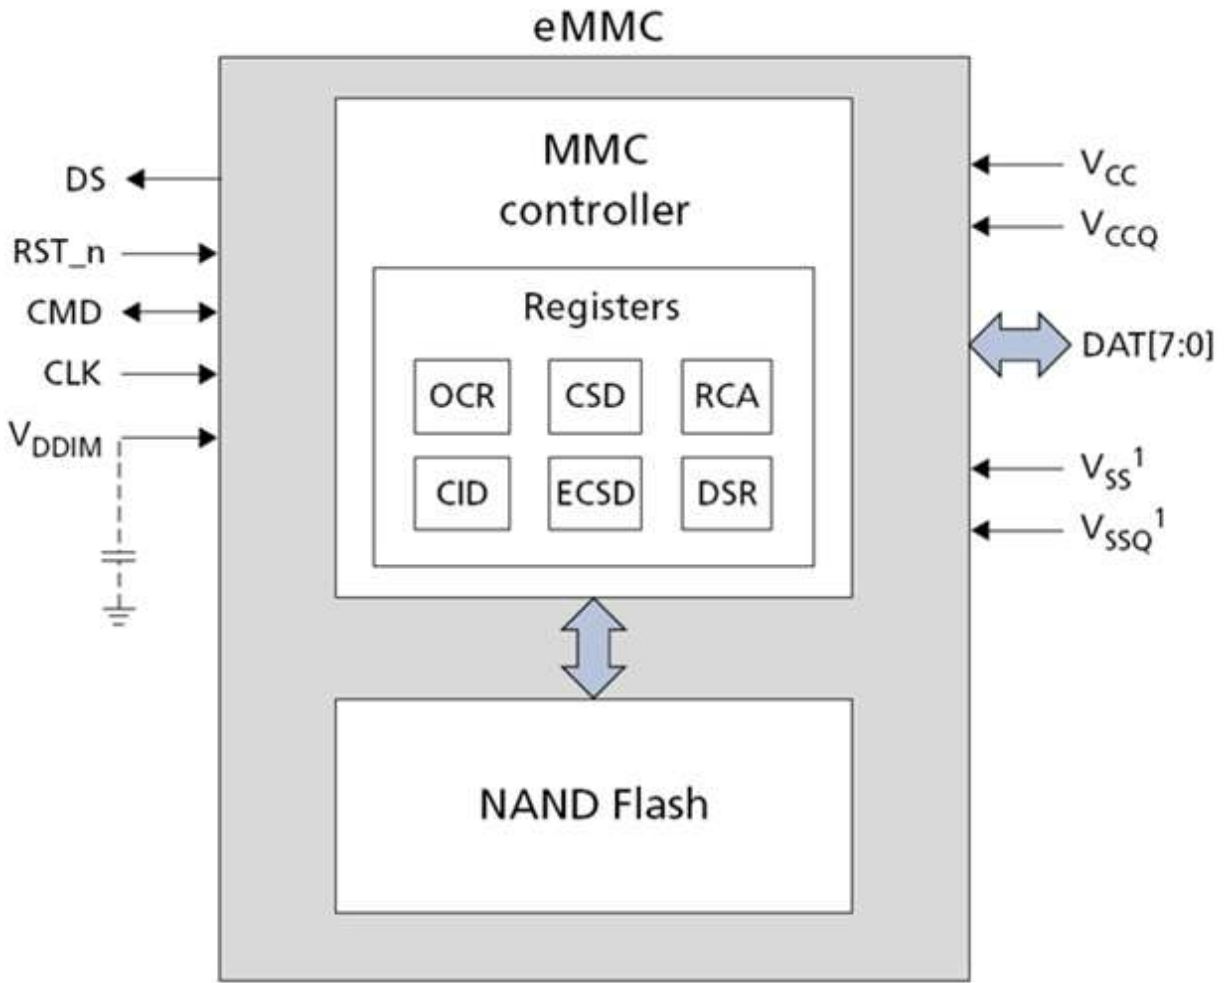 eMMC
MMC
controller
Registers
OCR CSD RCA
CID ECSD DSR
NAND Flash
DS
RST_n
CMD
CLK
VDDIM
VCC
VCCQ
DAT[7:0]
VSS1
VSSQ1